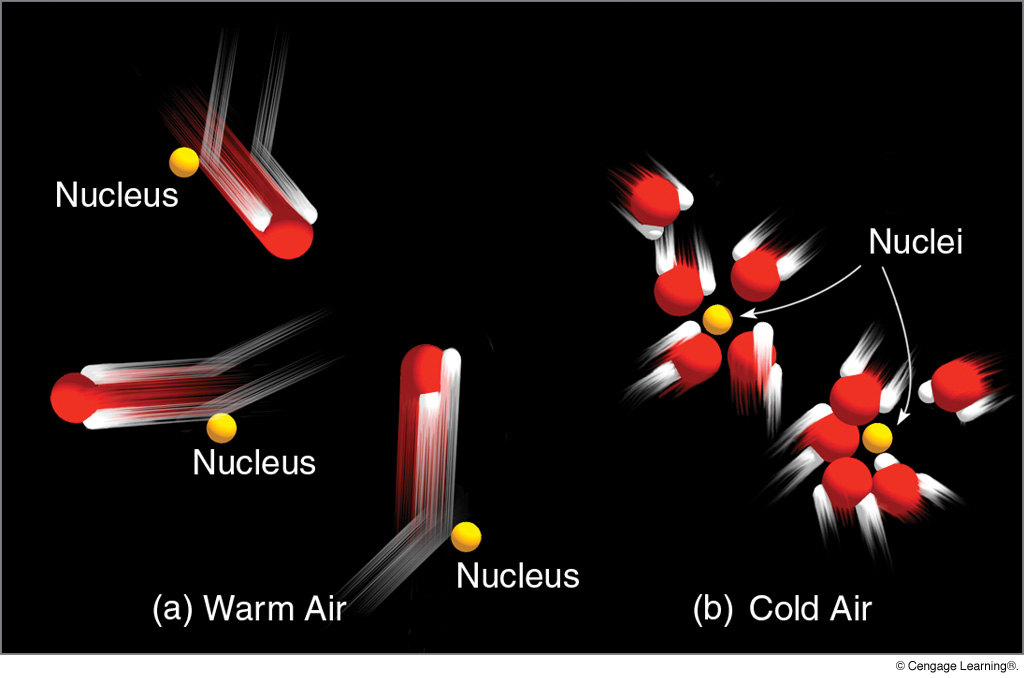 Nucleus
Nuclei
Nucleus
Nucleus
(a) Warm Air
(b) Cold Air
© Cengage Learning®.